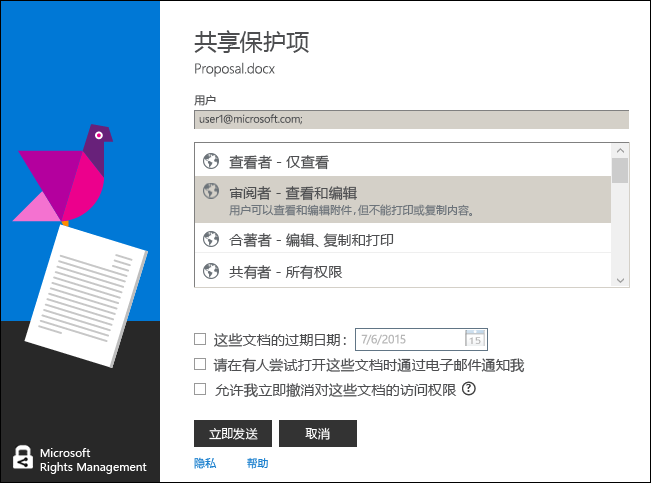 共享保护项
Proposal.docx
用户
user1@microsoft.com;
查看者 - 仅查看
审阅者 - 查看和编辑
用户可以查看和编辑附件，但不能打印或复制内容。
合著者 - 编辑、复制和打印
共有者 - 所有权限
这些文档的过期日期： 7/6/2015 15
请在有人尝试打开这些文档时通过电子邮件通知我
允许我立即撤消对这些文档的访问权限 ?
立即发送 取消
隐私 帮助
Microsoft
Rights Management